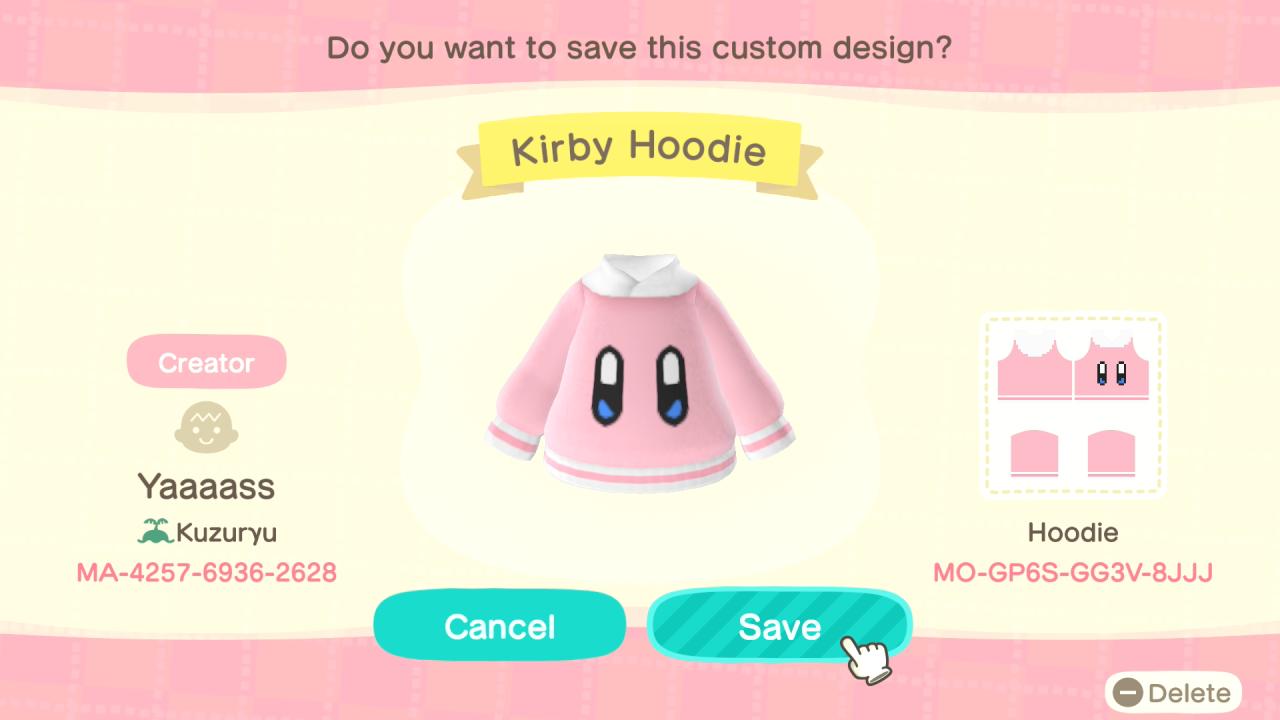 Do you want to save this custom design?
Kirby Hoodie
Creator
Yaaaass
Kuzuryu
MA-4257-6936-2628
Hoodie
MO-GP6S-GG3V-8JJJ
Cancel
Save
Delete